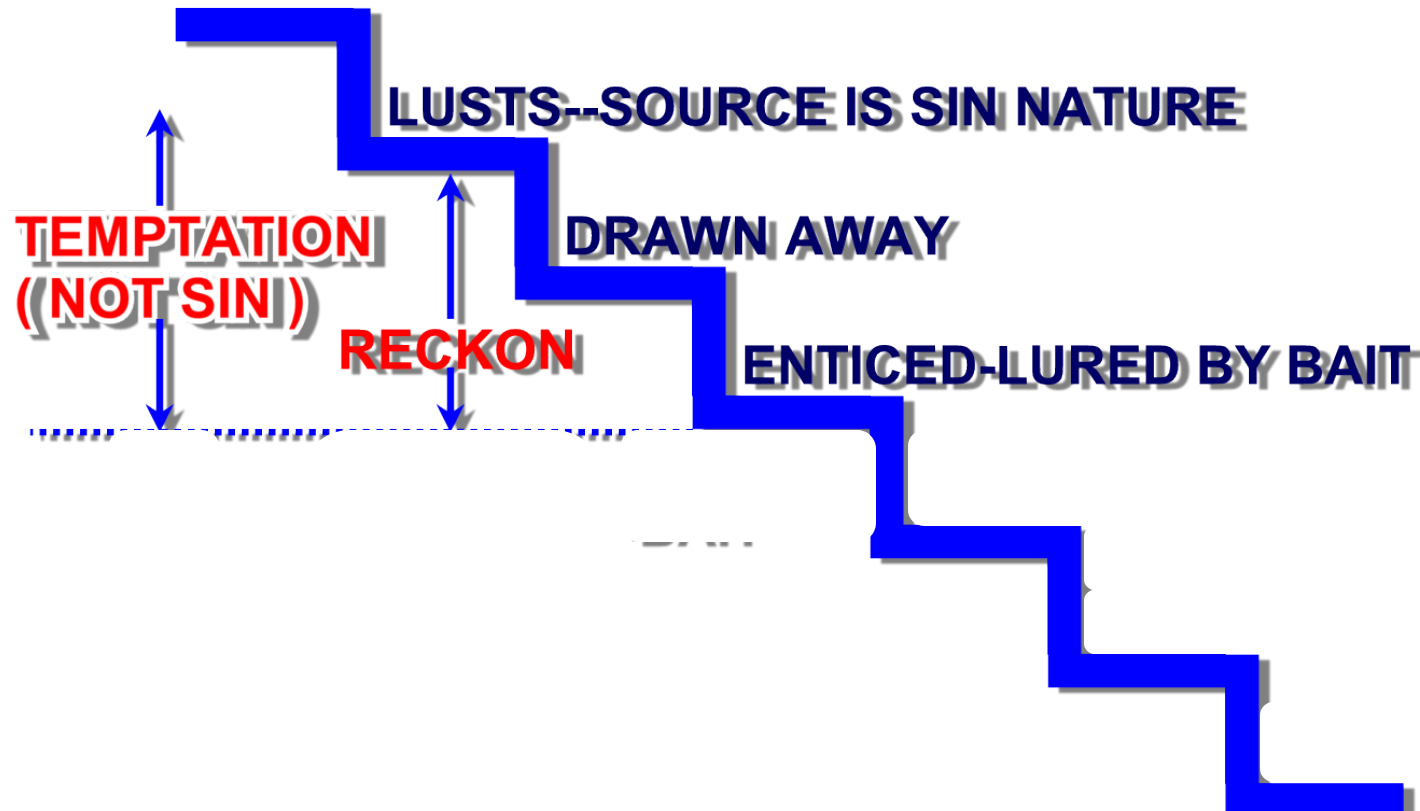 LUSTS--SOURCE IS SIN NATURE
TEMPTATION
( NOT SIN )
DRAWN AWAY
RECKON
ENTICED-LURED BY BAIT